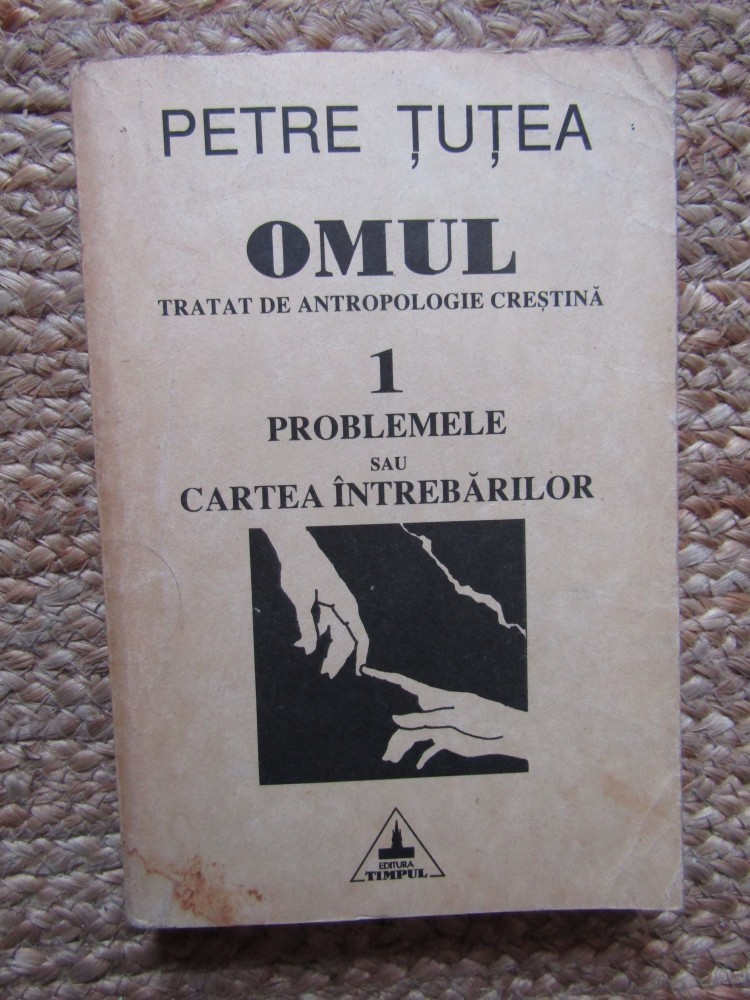 PETRE ȚUȚEA
OMUL
TRATAT DE ANTROPOLOGIE CREȘTINĂ
1
PROBLEMELE
SAU
CARTEA ÎNTREBĂRILOR
EDITURA
TIMPUL